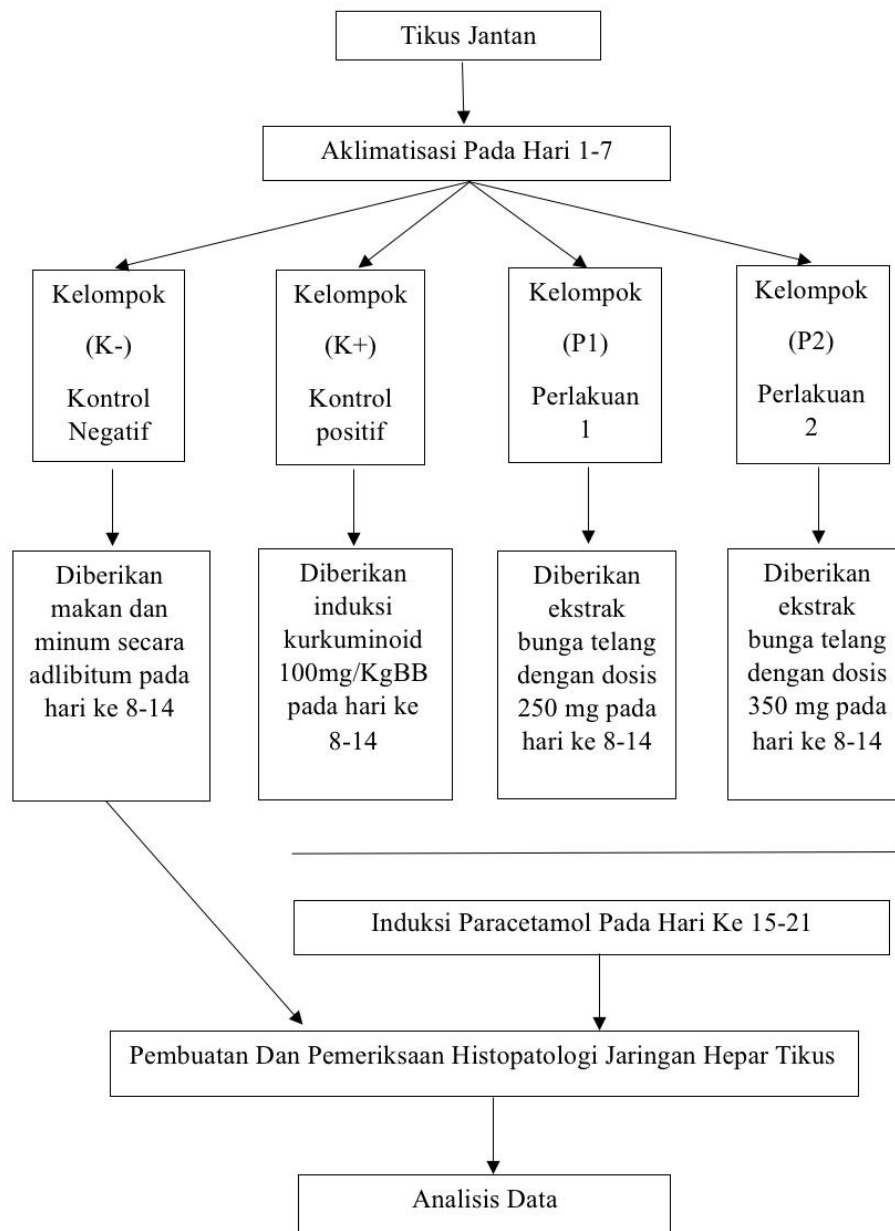 Tikus Jantan
Aklimatisasi Pada Hari 1-7
Kelompok
(K-)
Kontrol
Negatif
Kelompok
(K+)
Kontrol
positif
Kelompok
(P1)
Perlakuan
1
Kelompok
(P2)
Perlakuan
2
Diberikan
makan dan
minum secara
adlibitum pada
hari ke 8-14
Diberikan
induksi
kurkuminoid
100mg/KgBB
pada hari ke
8-14
Diberikan
ekstrak
bunga telang
dengan dosis
250 mg pada
hari ke 8-14
Diberikan
ekstrak
bunga telang
dengan dosis
350 mg pada
hari ke 8-14
Induksi Paracetamol Pada Hari Ke 15-21
Pembuatan Dan Pemeriksaan Histopatologi Jaringan Hepar Tikus
Analisis Data